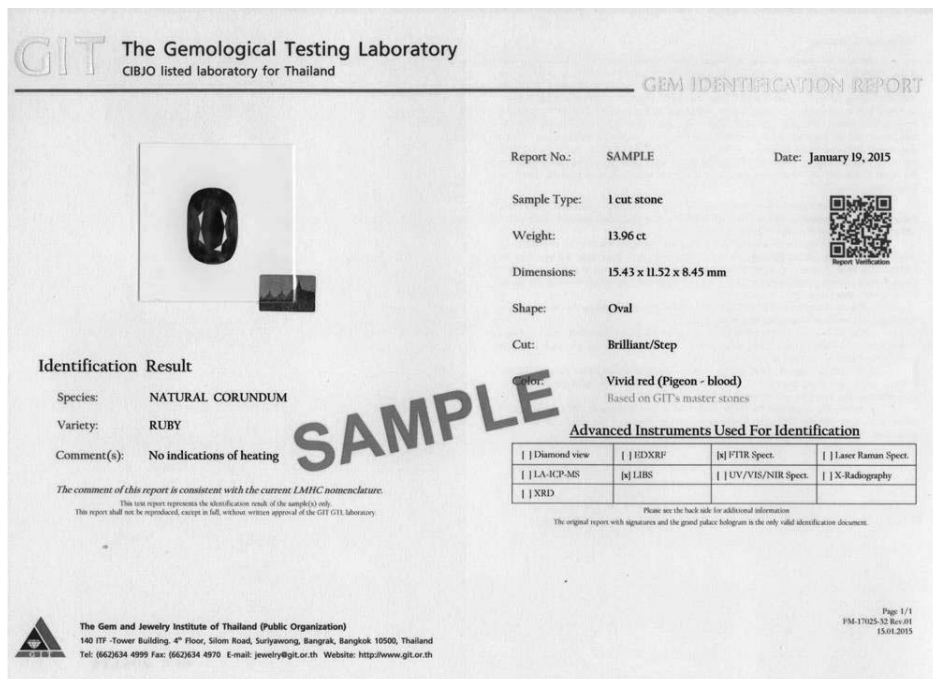 GIT
The Gemological Testing Laboratory
CIBJO listed laboratory for Thailand
GEM IDENTIFICATION REPORT
Report No.: SAMPLE Date: January 19, 2015
Sample Type: 1 cut stone
Weight: 13.96 ct
Report Verification
Dimensions: 15.43 x 11.52 x 8.45 mm
Shape: Oval
Cut: Brilliant/Step
Color: Vivid red (Pigeon - blood)
Based on GIT's master stones
Identification Result
Species: NATURAL CORUNDUM
Variety: RUBY
Comment(s): No indications of heating
SAMPLE
The comment of this report is consistent with the current LMHC nomenclature.
This test report represents the identification result of the sample(s) only.
This report shall not be reproduced, except in full, without written approval of the GIT GTL laboratory.
Advanced Instruments Used For Identification
[ ] Diamond view [ ] EDXRF [x] FTIR Spect. [ ] Laser Raman Spect.
[ ] LA-ICP-MS [x] LIBS [ ] UV/VIS/NIR Spect. [ ] X-Radiography
[ ] XRD
Please see the back side for additional information
The original report with signatures and the grand palace hologram is the only valid identification document.
GIT
The Gem and Jewelry Institute of Thailand (Public Organization)
140 ITF -Tower Building. 4th Floor, Silom Road, Suriyawong, Bangrak, Bangkok 10500, Thailand
Tel: (662)634 4999 Fax: (662)634 4970 E-mail: jewelry@git.or.th Website: http://www.git.or.th
Page 1/1
FM-17025-32 Rev.01
15.01.2015